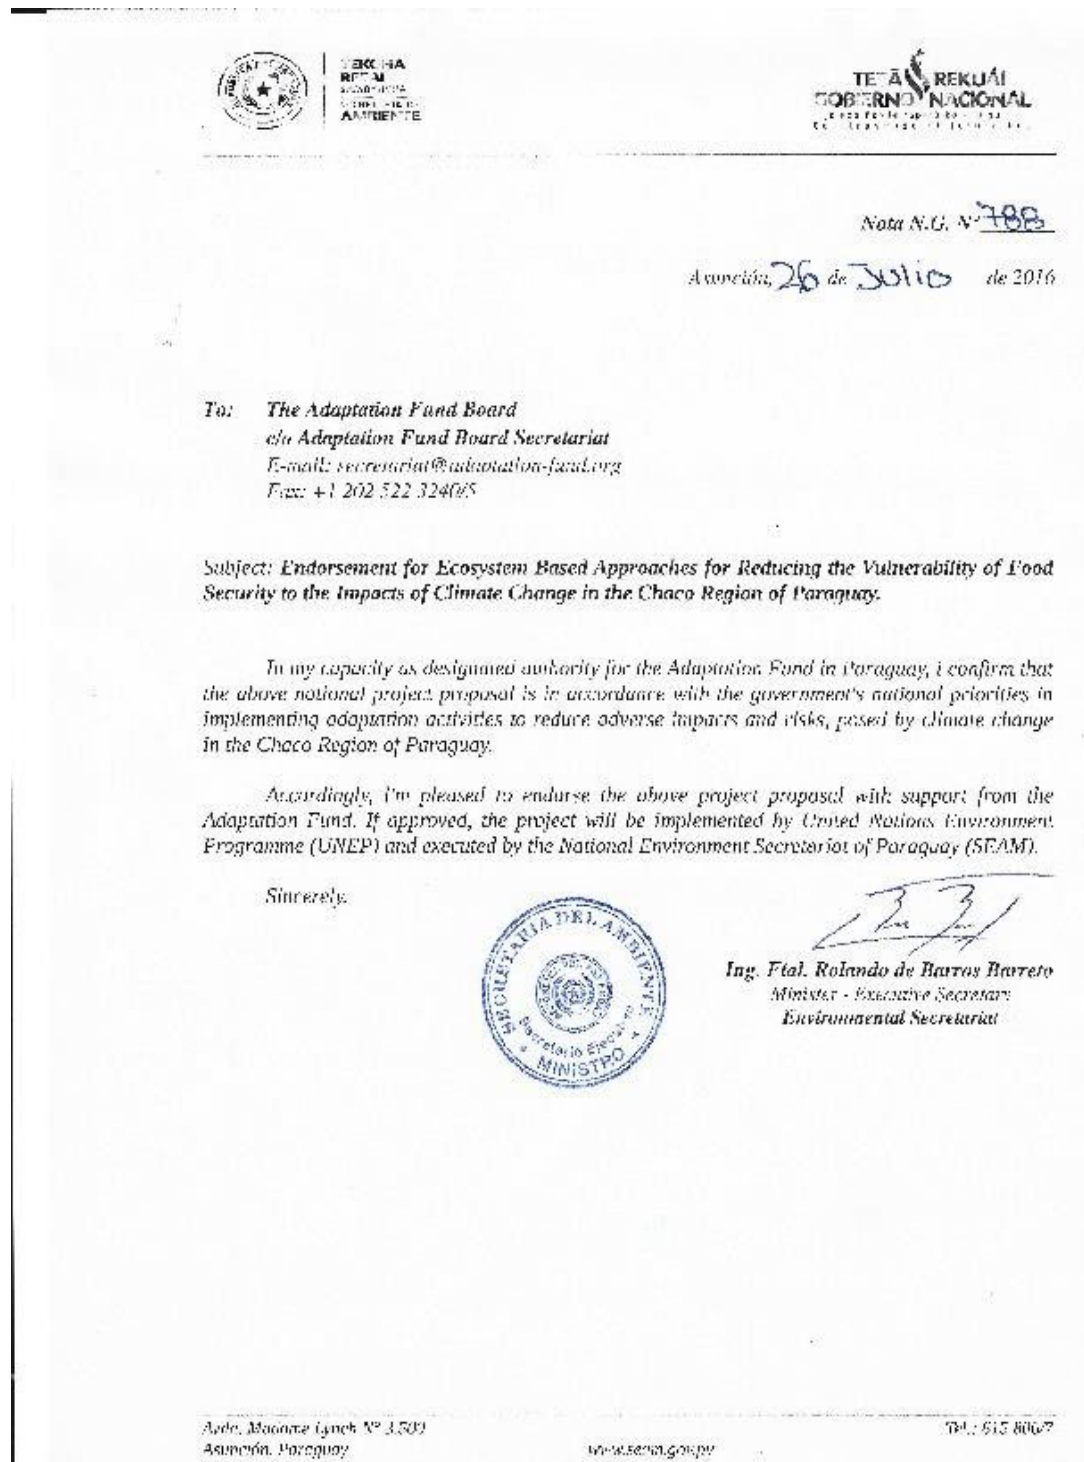 TEKOHA
AMBIENTE
TETÃ REKUÁI
GOBIERNO NACIONAL
Nota N.G. Nº 788
Asunción, 26 de Julio de 2016
To: The Adaptation Fund Board
c/o Adaptation Fund Board Secretariat
E-mail: secretariat@adaptation-fund.org
Fax: +1 202 522 3240/5
Subject: Endorsement for Ecosystem Based Approaches for Reducing the Vulnerability of Food
Security to the Impacts of Climate Change in the Chaco Region of Paraguay.
In my capacity as designated authority for the Adaptation Fund in Paraguay, I confirm that
the above national project proposal is in accordance with the government's national priorities in
implementing adaptation activities to reduce adverse impacts and risks, posed by climate change
in the Chaco Region of Paraguay.
Accordingly, I'm pleased to endorse the above project proposal with support from the
Adaptation Fund. If approved, the project will be implemented by United Nations Environment
Programme (UNEP) and executed by the National Environment Secretariat of Paraguay (SEAM).
Sincerely,
SECRETARIA DEL AMBIENTE
Secretario Ejecutivo
MINISTRO
Ing. Ftal. Rolando de Barros Barreto
Minister - Executive Secretary
Environmental Secretariat
Avda. Madame Lynch Nº 3.500
Asunción, Paraguay
www.seam.gov.py
Tel.: 615 806/7